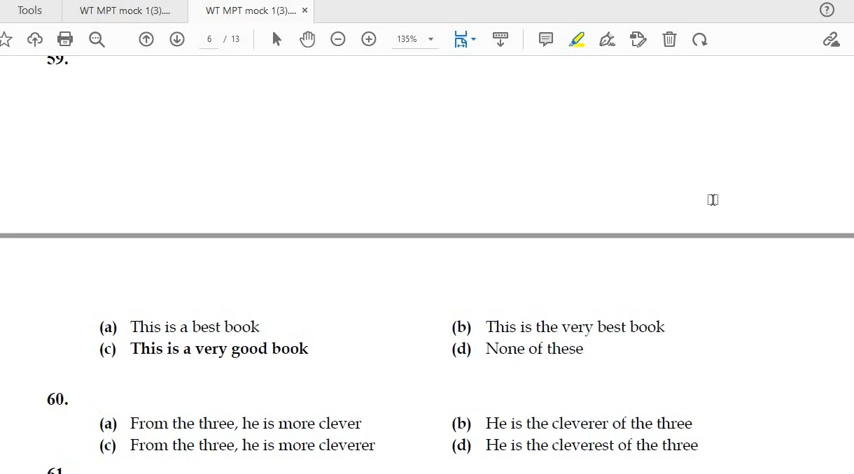 Tools WT MPT mock 1(3).... WT MPT mock 1(3).... ×
6 / 13 135%
59.
(a) This is a best book (b) This is the very best book
(c) This is a very good book (d) None of these
60.
(a) From the three, he is more clever (b) He is the cleverer of the three
(c) From the three, he is more cleverer (d) He is the cleverest of the three
61